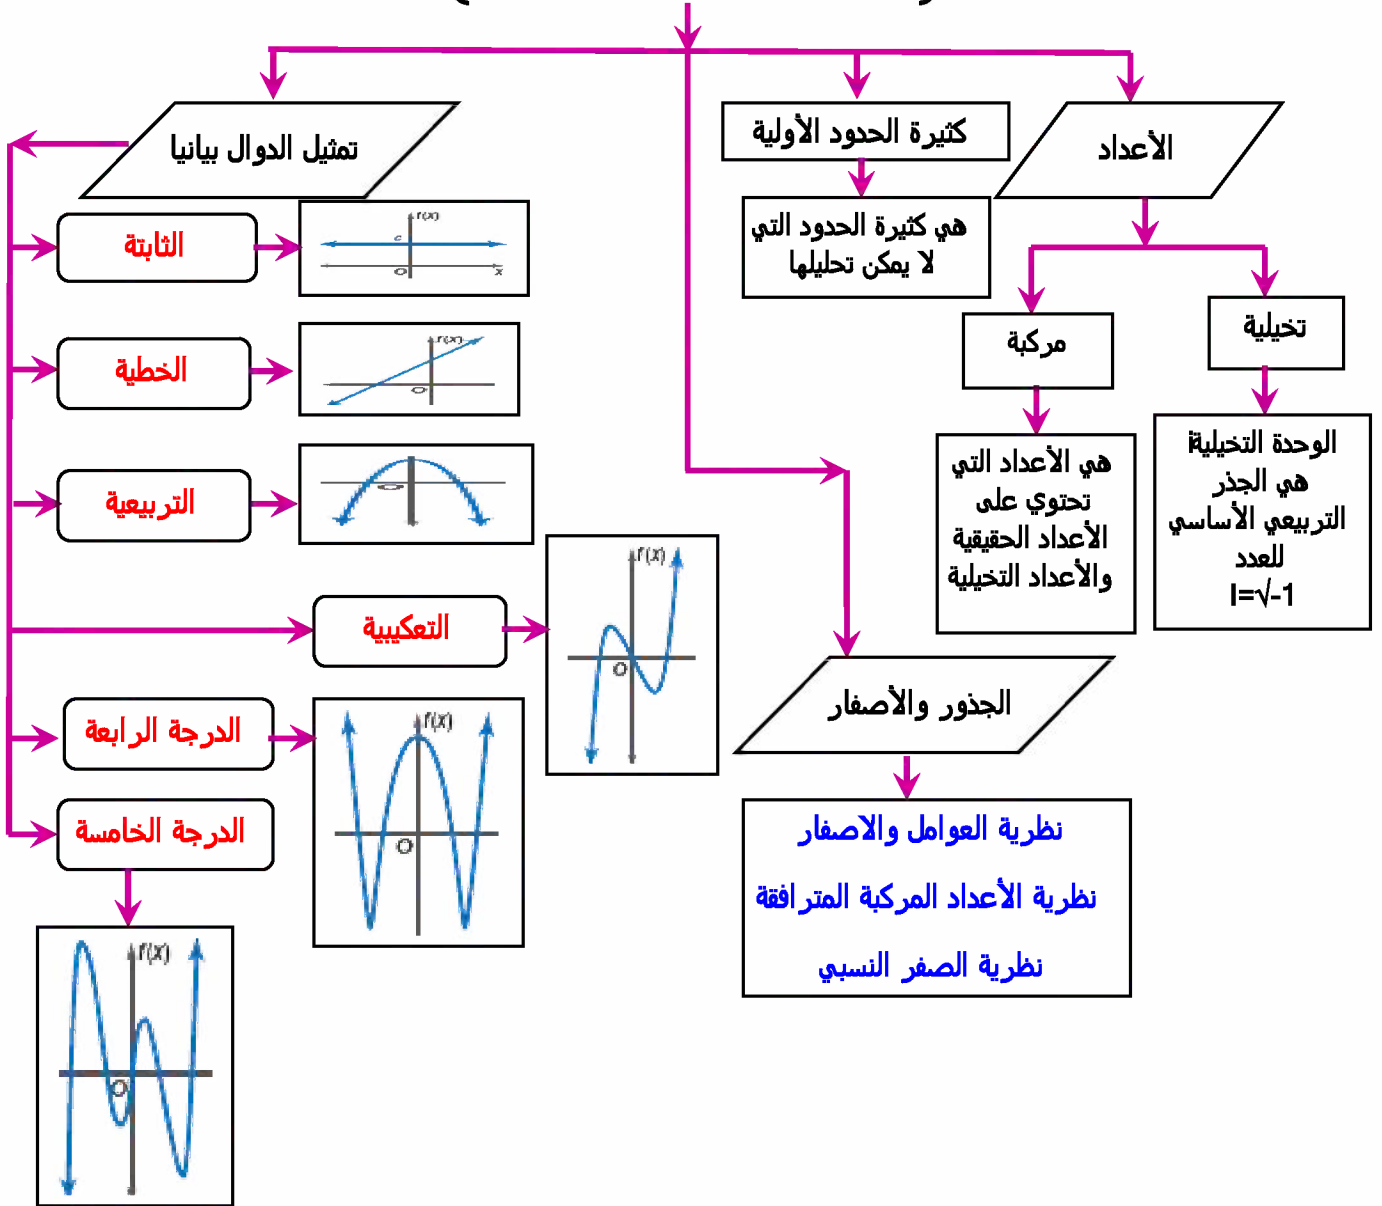 الأعداد
كثيرة الحدود الأولية
تمثيل الدوال بيانيا
هي كثيرة الحدود التي
لا يمكن تحليلها
تخيلية
مركبة
الوحدة التخيليةi
هي الجذر
التربيعي الأساسي
للعدد
I=√-1
هي الأعداد التي
تحتوي على
الأعداد الحقيقية
والأعداد التخيلية
الجذور والأصفار
نظرية العوامل والاصفار
نظرية الأعداد المركبة المترافقة
نظرية الصفر النسبي
الثابتة
f(x)
c
O
x
الخطية
f(x)
O
التربيعية
O
التعكيبية
f(x)
O
الدرجة الرابعة
f(x)
O
الدرجة الخامسة
f(x)
O